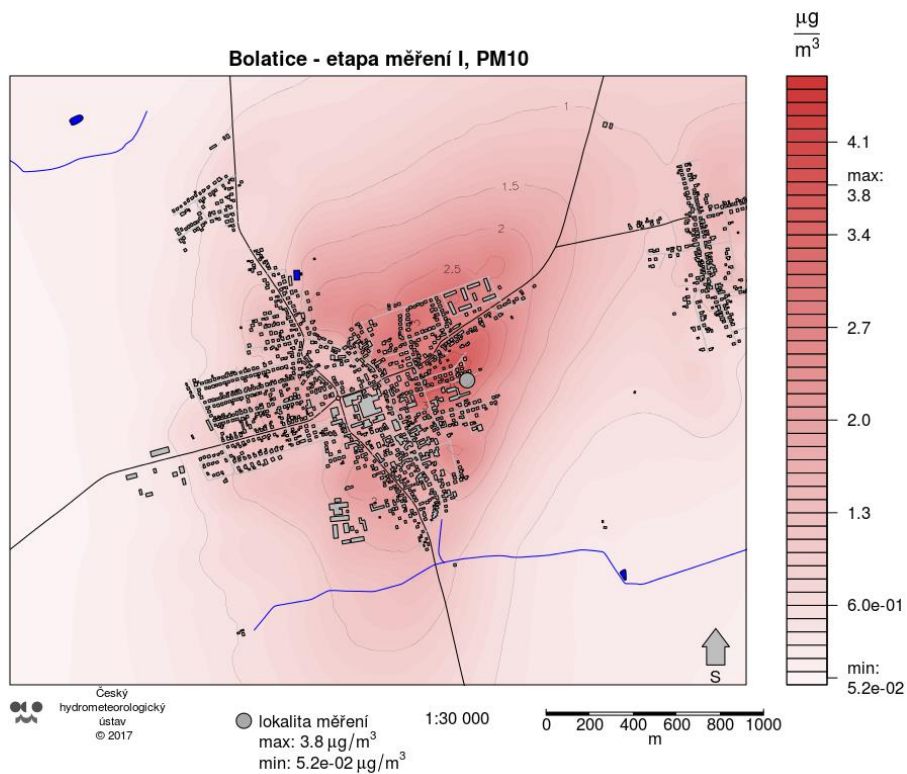 Bolatice - etapa měření I, PM10
1
1.5
2
2.5
2
μg
m³
4.1
max:
3.8
3.4
2.7
2.0
1.3
6.0e-01
min:
5.2e-02
S
Český
hydrometeorologický
ústav
© 2017
lokalita měření
max: 3.8 μg/m³
min: 5.2e-02 μg/m³
1:30 000
0 200 400 600 800 1000
m